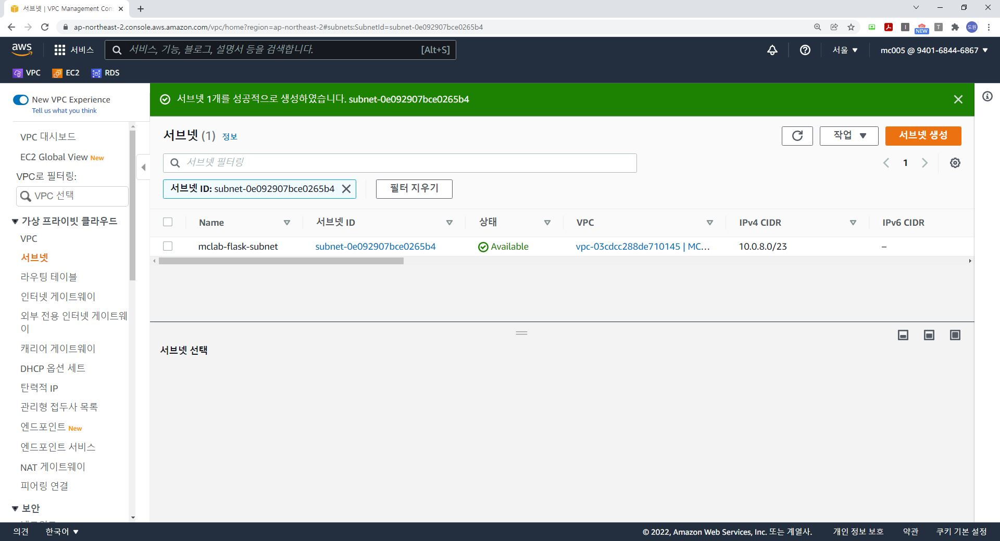 서브넷 | VPC Management Con
ap-northeast-2.console.aws.amazon.com/vpc/home?region=ap-northeast-2#subnets:SubnetId=subnet-0e092907bce0265b4
NEW
I
T
도원
aws
서비스
서비스, 기능, 블로그, 설명서 등을 검색합니다.
[Alt+S]
서울 ▼
mc005 @ 9401-6844-6867 ▼
VPC
EC2
RDS
New VPC Experience
Tell us what you think
VPC 대시보드
EC2 Global View New
VPC로 필터링:
VPC 선택
가상 프라이빗 클라우드
VPC
서브넷
라우팅 테이블
인터넷 게이트웨이
외부 전용 인터넷 게이트웨
이
캐리어 게이트웨이
DHCP 옵션 세트
탄력적 IP
관리형 접두사 목록
엔드포인트 New
엔드포인트 서비스
NAT 게이트웨이
피어링 연결
보안
서브넷 1개를 성공적으로 생성하였습니다. subnet-0e092907bce0265b4
서브넷 (1) 정보
작업 ▼
서브넷 생성
서브넷 필터링
1
서브넷 ID: subnet-0e092907bce0265b4
필터 지우기
Name 서브넷 ID 상태 VPC IPv4 CIDR IPv6 CIDR
mclab-flask-subnet subnet-0e092907bce0265b4 Available vpc-03cdcc288de710145 | MC... 10.0.8.0/23 –
서브넷 선택
의견
한국어 ▼
© 2022, Amazon Web Services, Inc. 또는 계열사.
개인 정보 보호
약관
쿠키 기본 설정